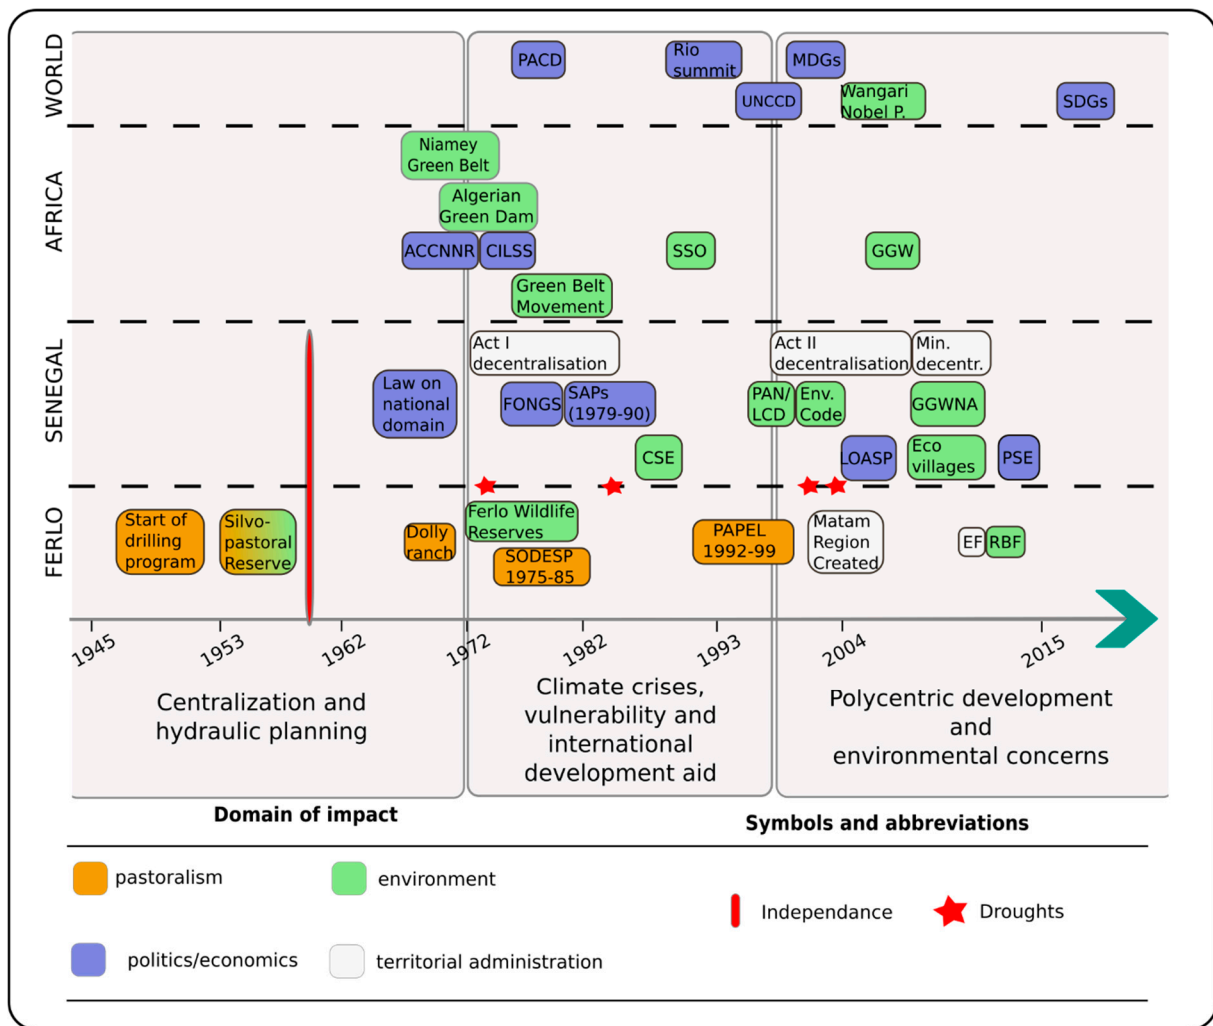 WORLD
PACD
Rio
summit
MDGs
UNCCD
Wangari
Nobel P.
SDGs
AFRICA
Niamey
Green Belt
Algerian
Green Dam
ACCNNR
CILSS
SSO
GGW
Green Belt
Movement
SENEGAL
Act I
decentralisation
Act II
decentralisation
Min.
decentr.
Law on
national
domain
FONGS
SAPs
(1979-90)
PAN/
LCD
Env.
Code
GGWNA
CSE
LOASP
Eco
villages
PSE
FERLO
Start of
drilling
program
Silvo-
pastoral
Reserve
Dolly
ranch
Ferlo Wildlife
Reserves
SODESP
1975-85
PAPEL
1992-99
Matam
Region
Created
EF
RBF
1945
1953
1962
1972
1982
1993
2004
2015
Centralization and
hydraulic planning
Climate crises,
vulnerability and
international
development aid
Polycentric development
and
environmental concerns
Domain of impact
Symbols and abbreviations
pastoralism
environment
Independance
Droughts
politics/economics
territorial administration